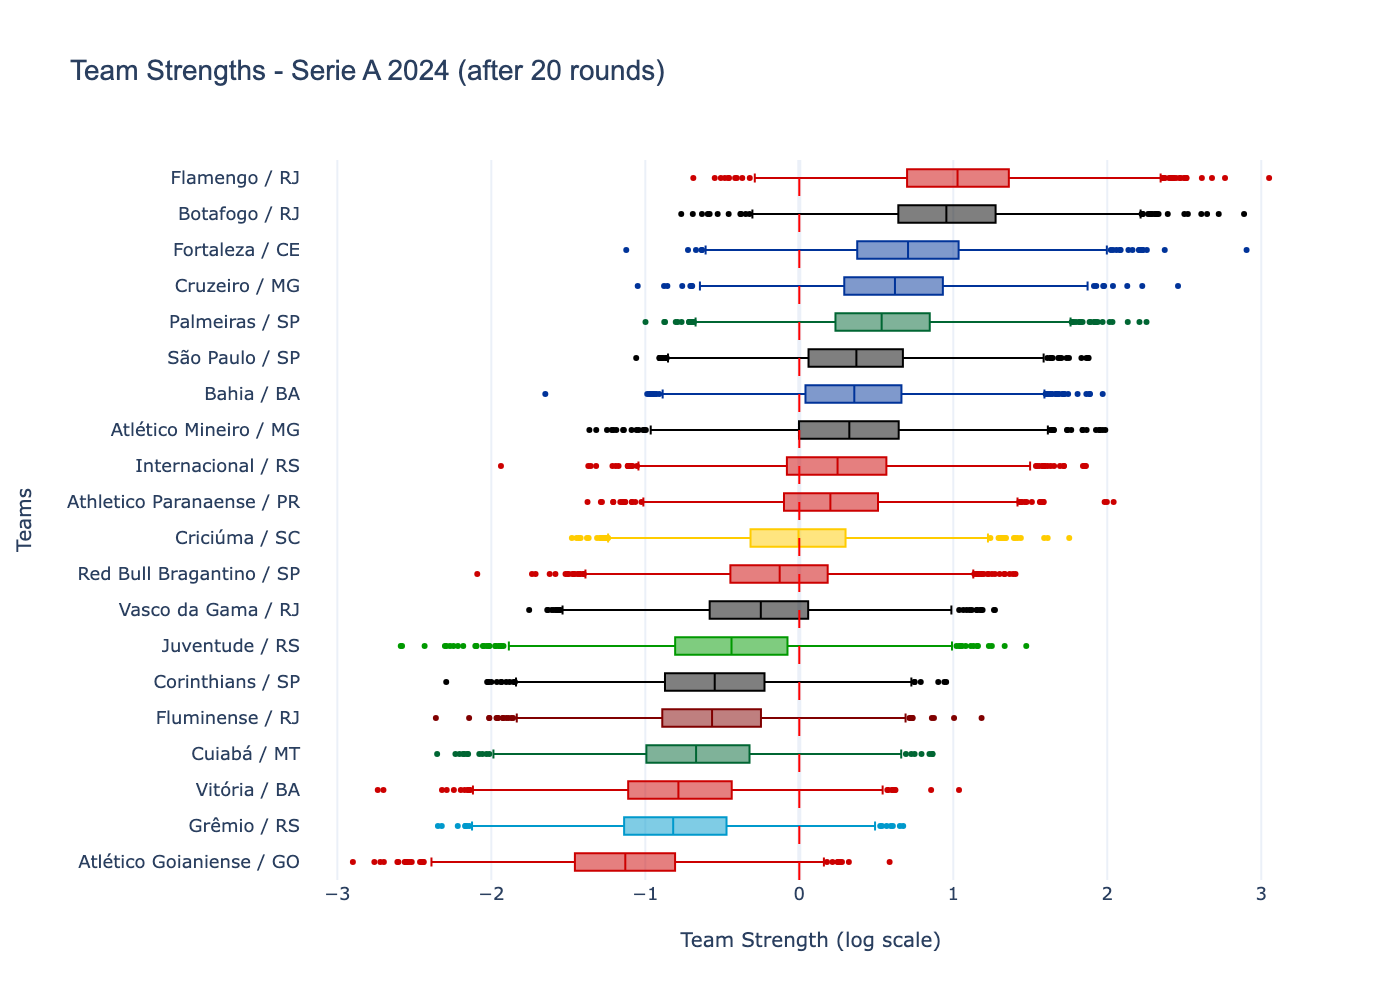 Team Strengths - Serie A 2024 (after 20 rounds)
Flamengo / RJ
Botafogo / RJ
Fortaleza / CE
Cruzeiro / MG
Palmeiras / SP
São Paulo / SP
Bahia / BA
Atlético Mineiro / MG
Internacional / RS
Athletico Paranaense / PR
Criciúma / SC
Red Bull Bragantino / SP
Vasco da Gama / RJ
Juventude / RS
Corinthians / SP
Fluminense / RJ
Cuiabá / MT
Vitória / BA
Grêmio / RS
Atlético Goianiense / GO
Teams
−3 −2 −1 0 1 2 3
Team Strength (log scale)